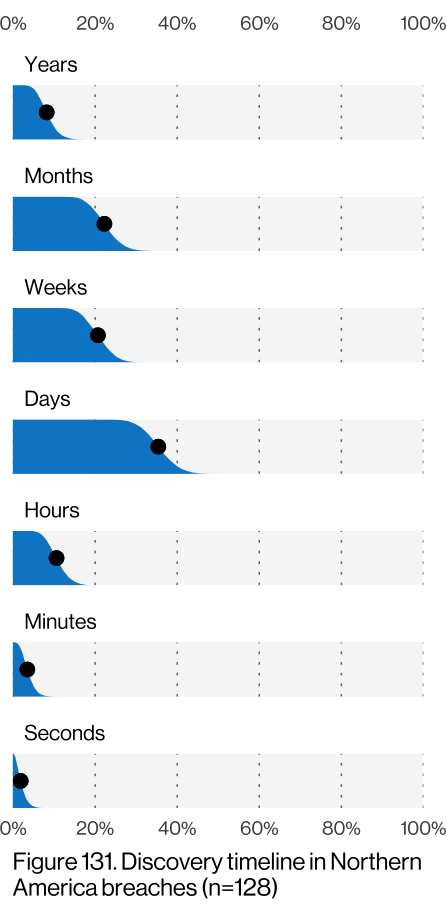 0% 20% 40% 60% 80% 100%
Years
Months
Weeks
Days
Hours
Minutes
Seconds
0% 20% 40% 60% 80% 100%
Figure 131. Discovery timeline in Northern
America breaches (n=128)